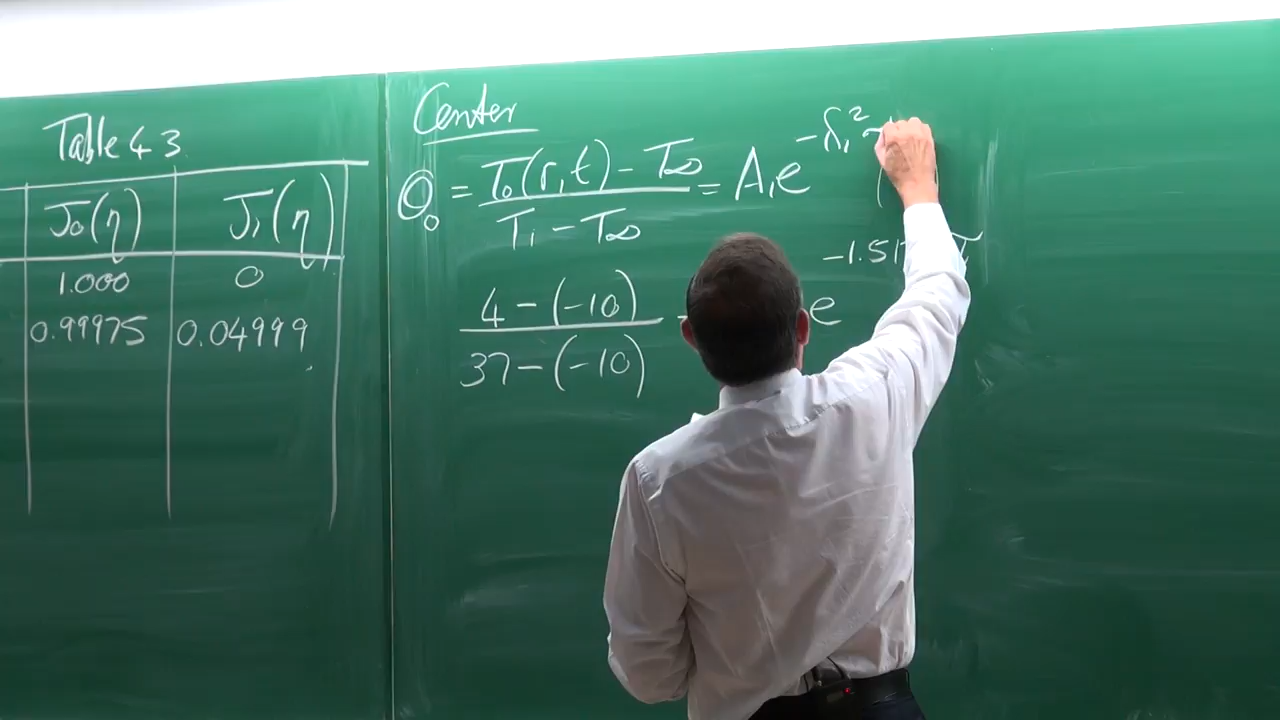 Table 4.3
J₀(η) J₁(η)
1.000 0
0.99975 0.04999
Center
θ₀ = T₀(r,t) − T∞ / Tᵢ − T∞ = A₁e^−λ₁²
4 − (−10) / 37 − (−10) e^−1.51 τ